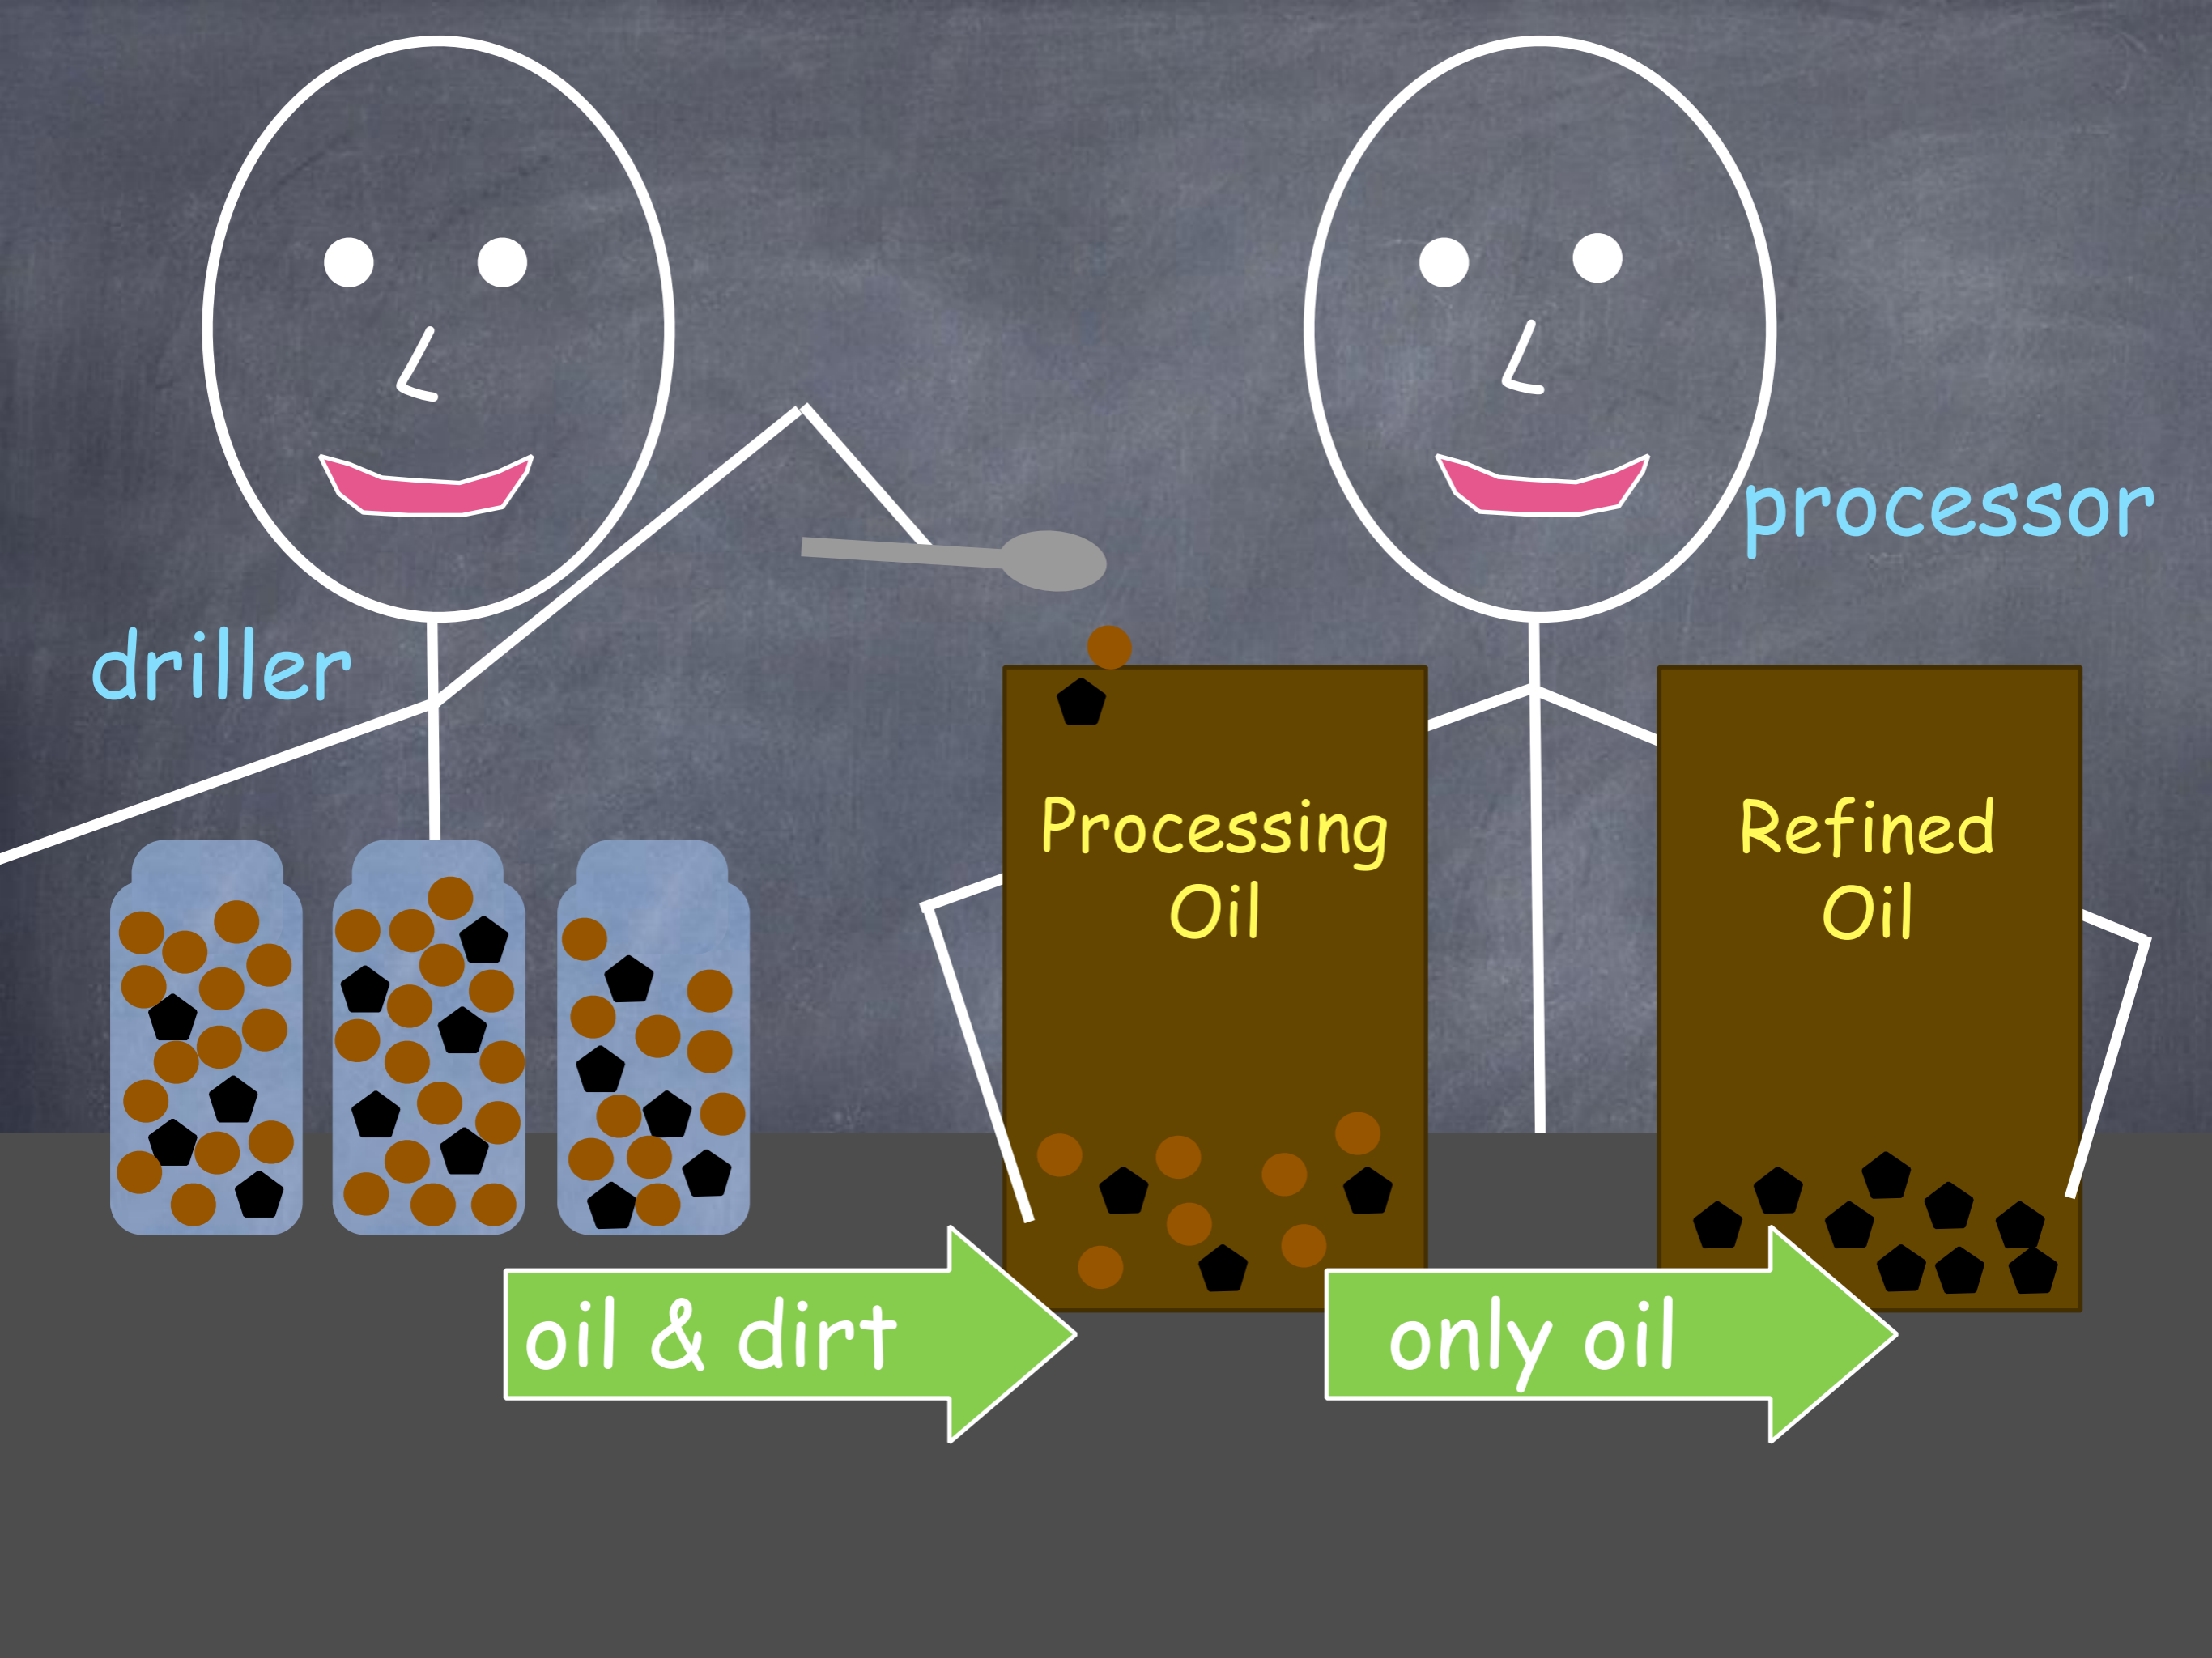 processor
driller
Processing
Oil
Refined
Oil
oil & dirt
only oil